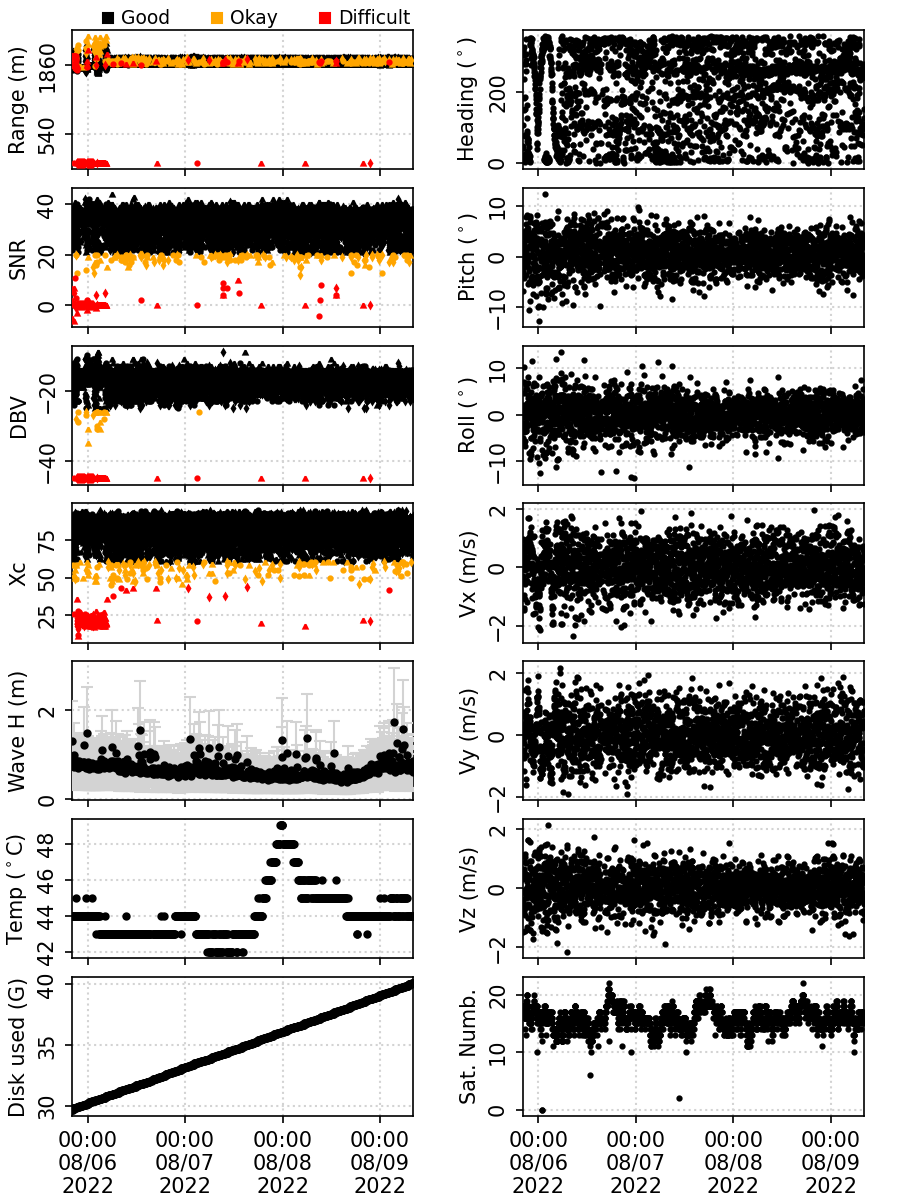 Good Okay Difficult
Range (m)
1860
540
Heading (°)
200
0
SNR
40
20
0
Pitch (°)
10
0
−10
DBV
−20
−40
Roll (°)
10
0
−10
Xc
75
50
25
Vx (m/s)
2
0
−2
Wave H (m)
2
0
Vy (m/s)
2
0
−2
Temp (°C)
48
46
44
42
Vz (m/s)
2
0
−2
Disk used (G)
40
35
30
Sat. Numb.
20
10
0
00:00 00:00 00:00 00:00
08/06 08/07 08/08 08/09
2022 2022 2022 2022
00:00 00:00 00:00 00:00
08/06 08/07 08/08 08/09
2022 2022 2022 2022